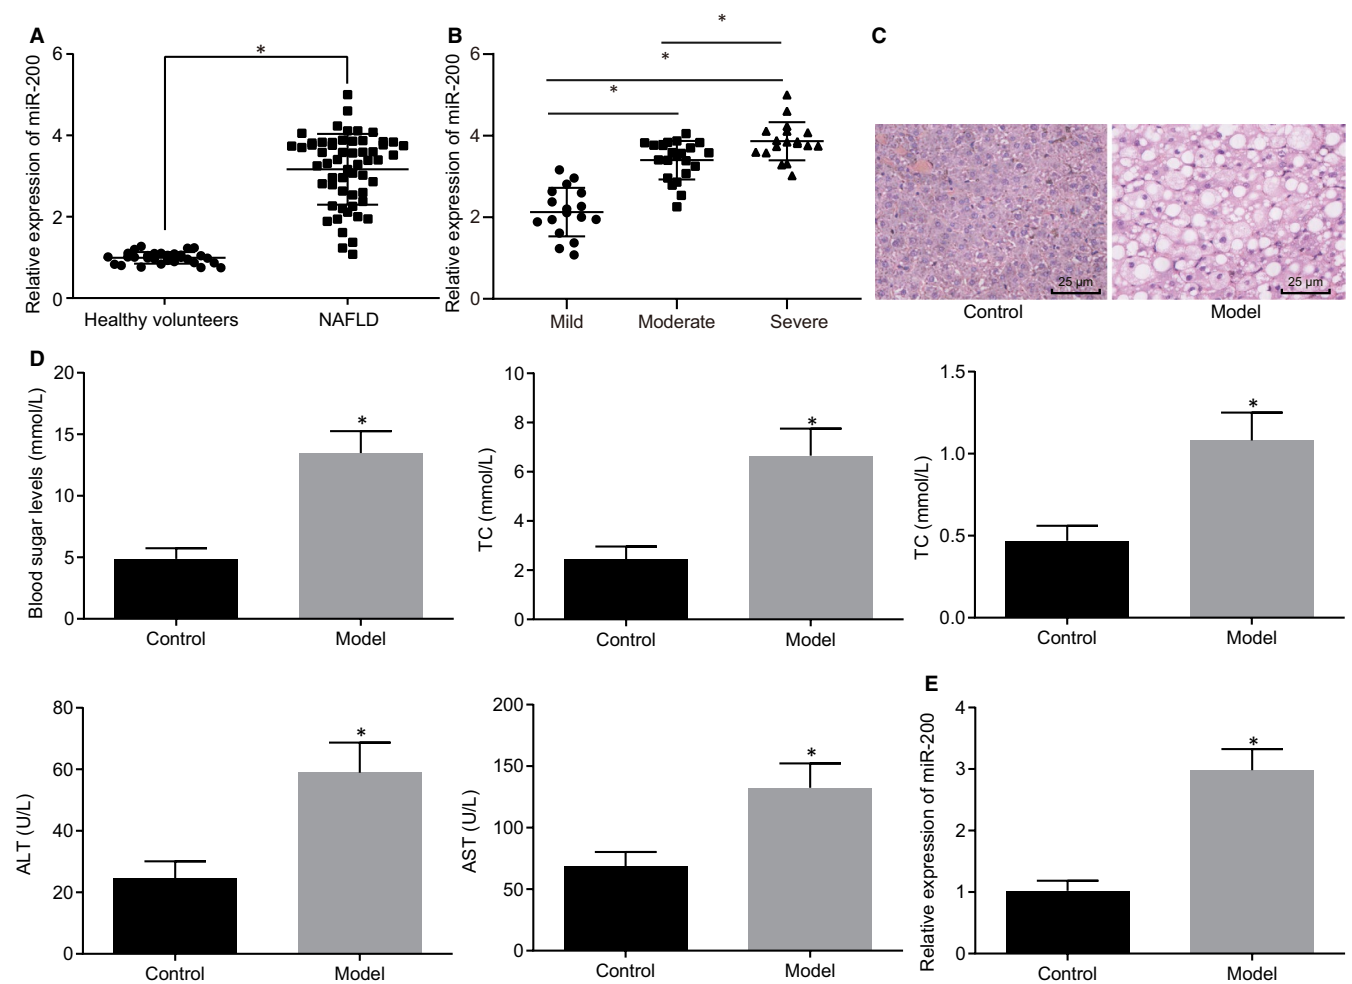 A
Relative expression of miR-200
6
4
2
0
*
Healthy volunteers
NAFLD
B
Relative expression of miR-200
6
4
2
0
*
*
*
Mild
Moderate
Severe
C
25 μm
Control
25 μm
Model
D
Blood sugar levels (mmol/L)
20
15
10
5
0
*
Control
Model
TC (mmol/L)
10
8
6
4
2
0
*
Control
Model
TC (mmol/L)
1.5
1.0
0.5
0.0
*
Control
Model
ALT (U/L)
80
60
40
20
0
*
Control
Model
AST (U/L)
200
150
100
50
0
*
Control
Model
E
Relative expression of miR-200
4
3
2
1
0
*
Control
Model